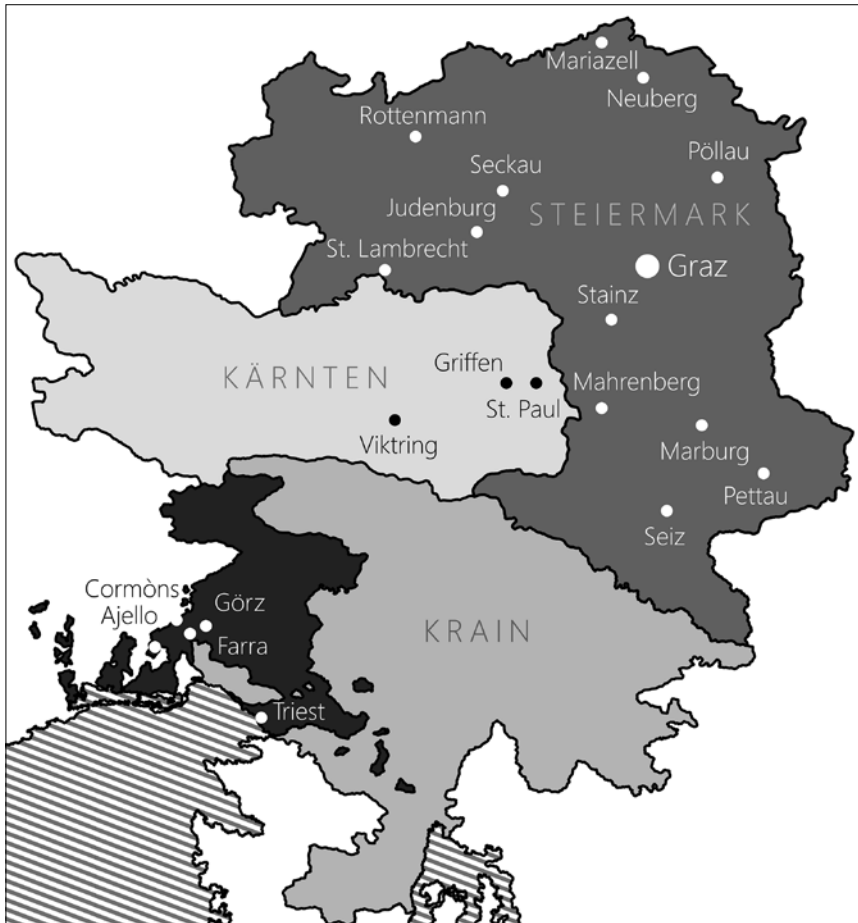 Mariazell
Neuberg
Rottenmann
Pöllau
Seckau
Judenburg
STEIERMARK
St. Lambrecht
Graz
Stainz
Griffen
KÄRNTEN
Mahrenberg
St. Paul
Viktring
Marburg
Pettau
Seiz
Cormòns
Ajello
Görz
Farra
KRAIN
Triest